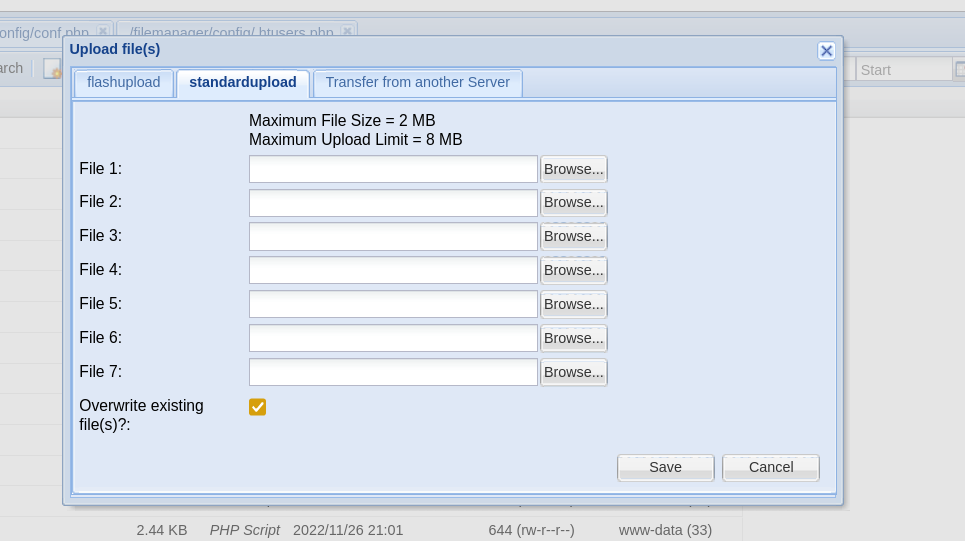 onfig/conf.php
/filemanager/config/.htusers.php
Upload file(s)
arch
Start
flashupload
standardupload
Transfer from another Server
Maximum File Size = 2 MB
Maximum Upload Limit = 8 MB
File 1:
Browse...
File 2:
Browse...
File 3:
Browse...
File 4:
Browse...
File 5:
Browse...
File 6:
Browse...
File 7:
Browse...
Overwrite existing
file(s)?:
Save
Cancel
2.44 KB PHP Script 2022/11/26 21:01 644 (rw-r--r--) www-data (33)